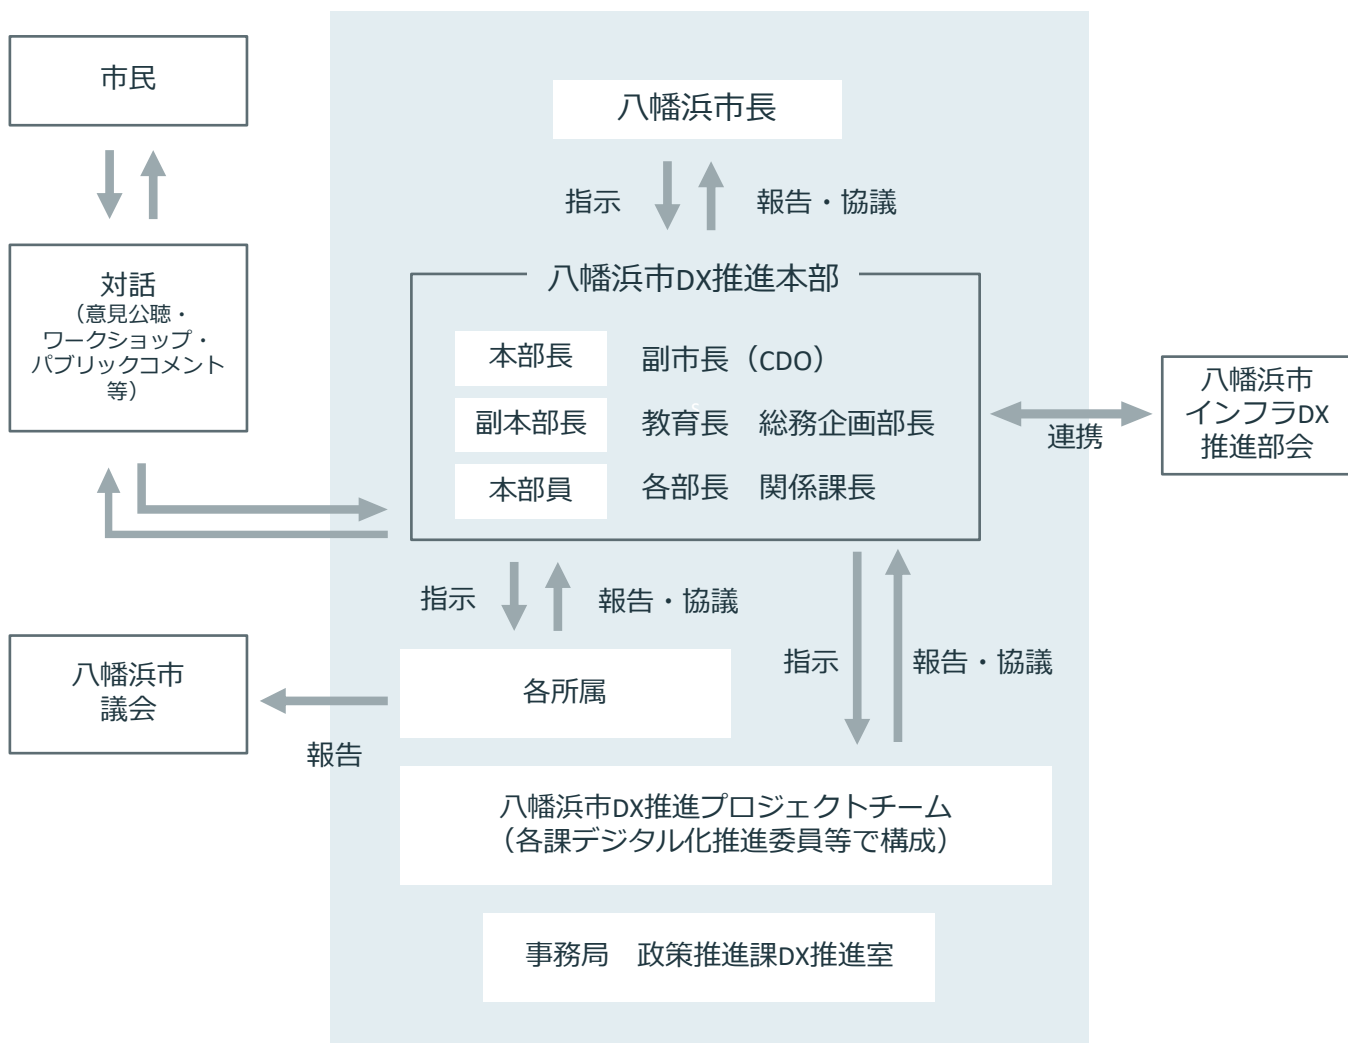 市民
八幡浜市長
指示
報告・協議
対話
（意見公聴・
ワークショップ・
パブリックコメント
等）
八幡浜市DX推進本部
本部長
副市長（CDO）
副本部長
教育長　総務企画部長
本部員
各部長　関係課長
連携
八幡浜市
インフラDX
推進部会
指示
報告・協議
指示
報告・協議
各所属
報告
八幡浜市
議会
八幡浜市DX推進プロジェクトチーム
（各課デジタル化推進委員等で構成）
事務局　政策推進課DX推進室